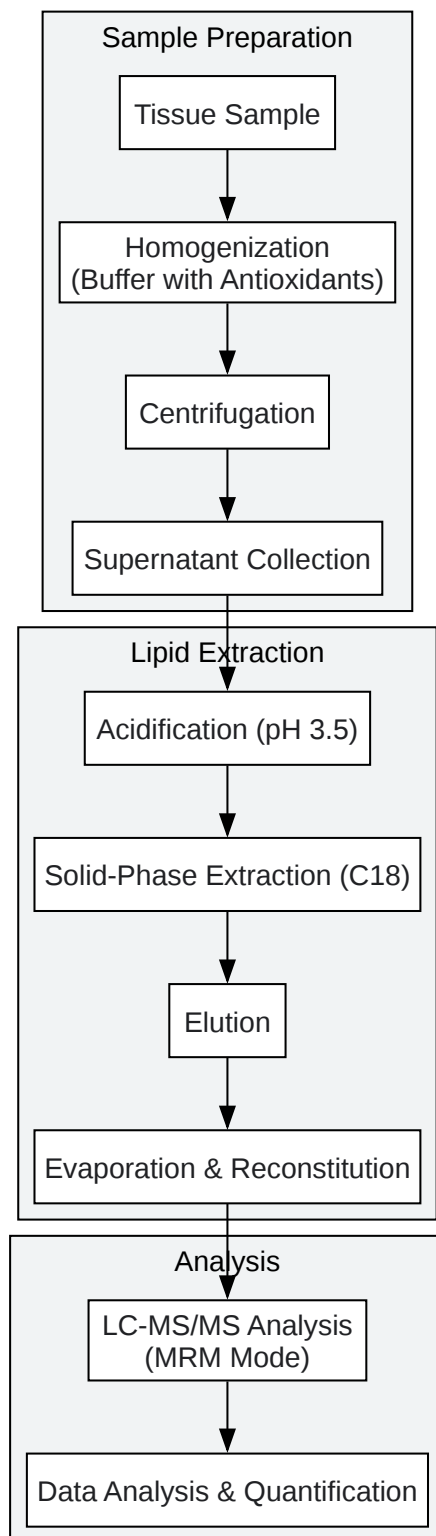 Sample Preparation
Tissue Sample
Homogenization
(Buffer with Antioxidants)
Centrifugation
Supernatant Collection
Lipid Extraction
Acidification (pH 3.5)
Solid-Phase Extraction (C18)
Elution
Evaporation & Reconstitution
Analysis
LC-MS/MS Analysis
(MRM Mode)
Data Analysis & Quantification